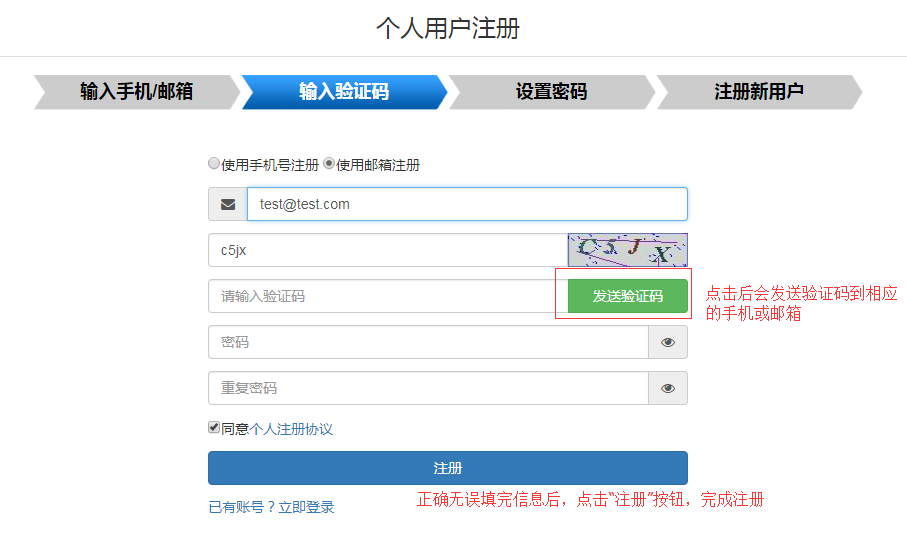 个人用户注册
输入手机/邮箱
输入验证码
设置密码
注册新用户
使用手机号注册 使用邮箱注册
test@test.com
c5jx
C5JX
请输入验证码
发送验证码
点击后会发送验证码到相应
的手机或邮箱
密码
重复密码
同意个人注册协议
注册
正确无误填完信息后，点击“注册”按钮，完成注册
已有账号？立即登录